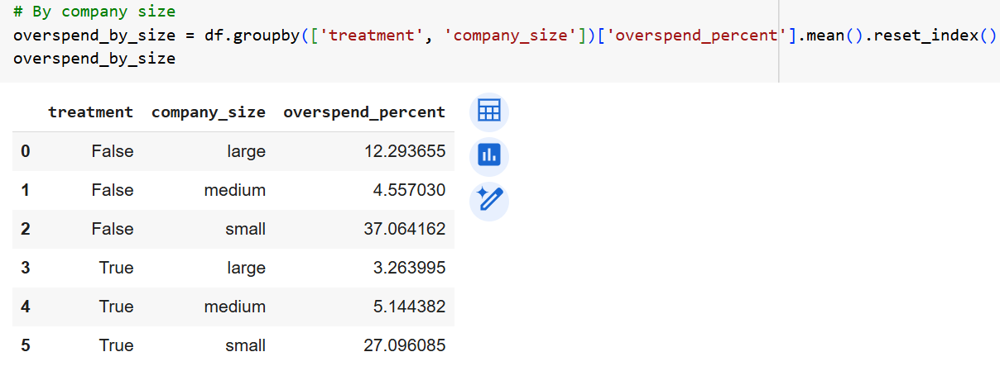 # By company size
overspend_by_size = df.groupby(['treatment', 'company_size'])['overspend_percent'].mean().reset_index()
overspend_by_size
treatment company_size overspend_percent
0 False large 12.293655
1 False medium 4.557030
2 False small 37.064162
3 True large 3.263995
4 True medium 5.144382
5 True small 27.096085